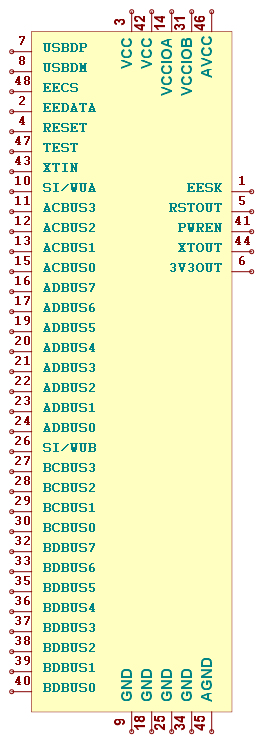 3 42 14 31 46
VCC VCC VCCIOA VCCIOB AVCC
7 USBDP
8 USBDM
48 EECS
2 EEDATA
4 RESET
47 TEST
43 XTIN
10 SI/WUA EESK 1
11 ACBUS3 RSTOUT 5
12 ACBUS2 PWREN 41
13 ACBUS1 XTOUT 44
15 ACBUS0 3V3OUT 6
16 ADBUS7
17 ADBUS6
19 ADBUS5
20 ADBUS4
21 ADBUS3
22 ADBUS2
23 ADBUS1
24 ADBUS0
26 SI/WUB
27 BCBUS3
28 BCBUS2
29 BCBUS1
30 BCBUS0
32 BDBUS7
33 BDBUS6
35 BDBUS5
36 BDBUS4
37 BDBUS3
38 BDBUS2
39 BDBUS1
40 BDBUS0
GND GND GND GND AGND
9 18 25 34 45